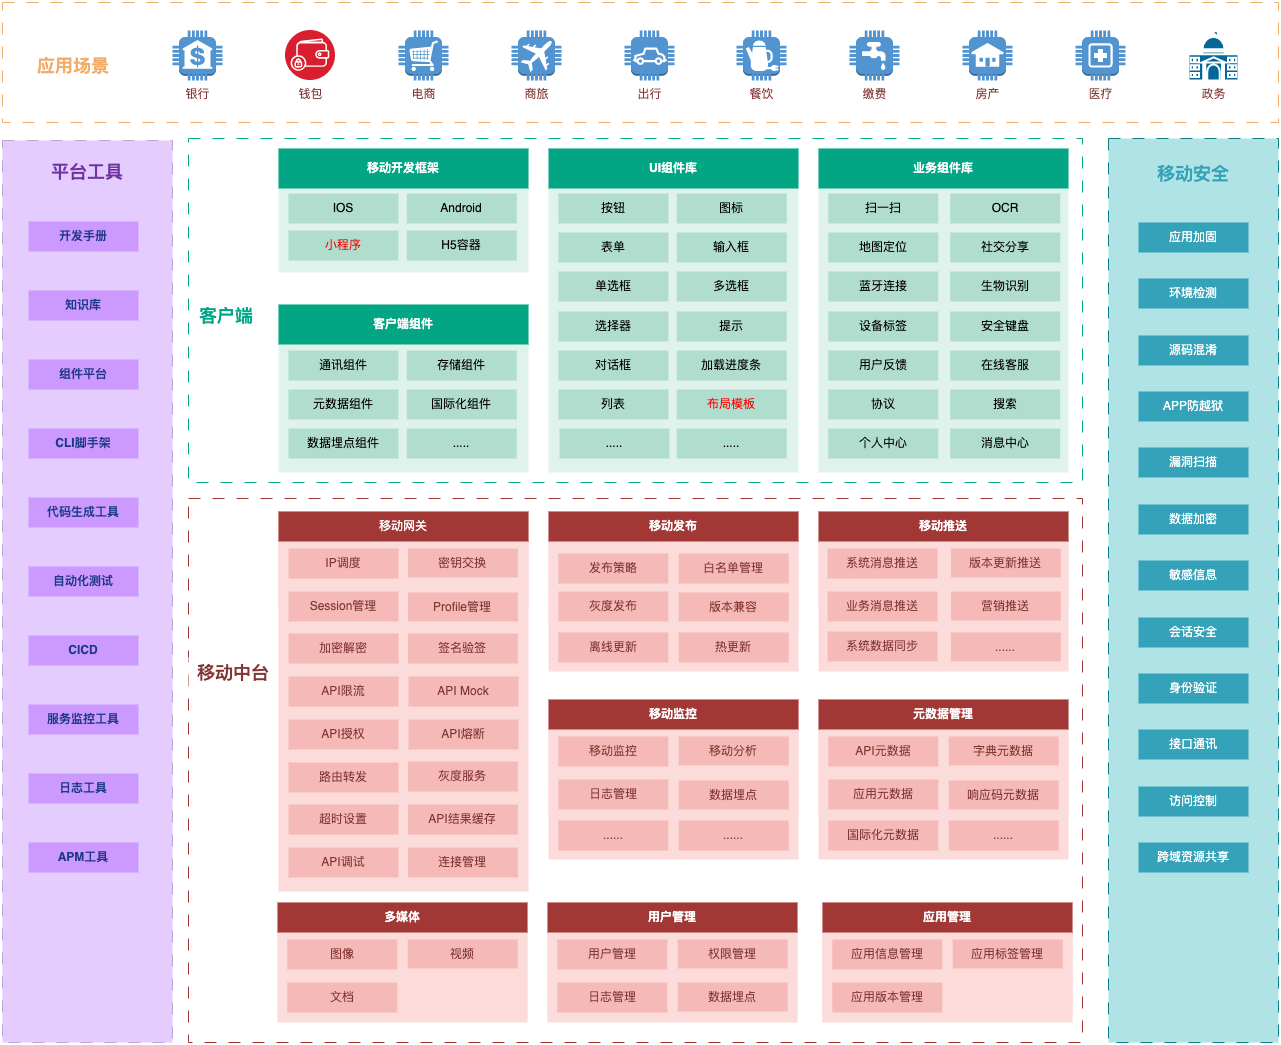 应用场景
银行
钱包
电商
商旅
出行
餐饮
缴费
房产
医疗
政务
平台工具
开发手册
知识库
组件平台
CLI脚手架
代码生成工具
自动化测试
CICD
服务监控工具
日志工具
APM工具
客户端
移动开发框架
IOS
Android
小程序
H5容器
客户端组件
通讯组件
存储组件
元数据组件
国际化组件
数据埋点组件
.....
UI组件库
按钮
图标
表单
输入框
单选框
多选框
选择器
提示
对话框
加载进度条
列表
布局模板
.....
.....
业务组件库
扫一扫
OCR
地图定位
社交分享
蓝牙连接
生物识别
设备标签
安全键盘
用户反馈
在线客服
协议
搜索
个人中心
消息中心
移动中台
移动网关
IP调度
密钥交换
Session管理
Profile管理
加密解密
签名验签
API限流
API Mock
API授权
API熔断
路由转发
灰度服务
超时设置
API结果缓存
API调试
连接管理
移动发布
发布策略
白名单管理
灰度发布
版本兼容
离线更新
热更新
移动推送
系统消息推送
版本更新推送
业务消息推送
营销推送
系统数据同步
......
移动监控
移动监控
移动分析
日志管理
数据埋点
......
......
元数据管理
API元数据
字典元数据
应用元数据
响应码元数据
国际化元数据
......
多媒体
图像
视频
文档
用户管理
用户管理
权限管理
日志管理
数据埋点
应用管理
应用信息管理
应用标签管理
应用版本管理
移动安全
应用加固
环境检测
源码混淆
APP防越狱
漏洞扫描
数据加密
敏感信息
会话安全
身份验证
接口通讯
访问控制
跨域资源共享